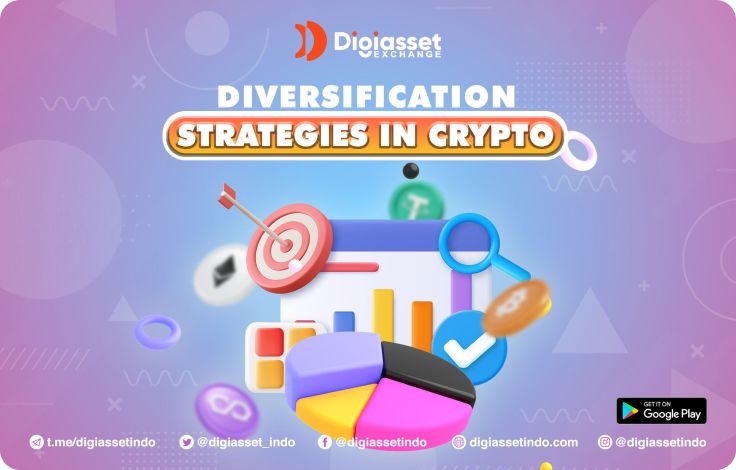 Digiasset
EXCHANGE
DIVERSIFICATION
STRATEGIES IN CRYPTO
GET IT ON
Google Play
t.me/digiassetindo
@digiasset_indo
@digiassetindo
digiassetindo.com
@digiassetindo